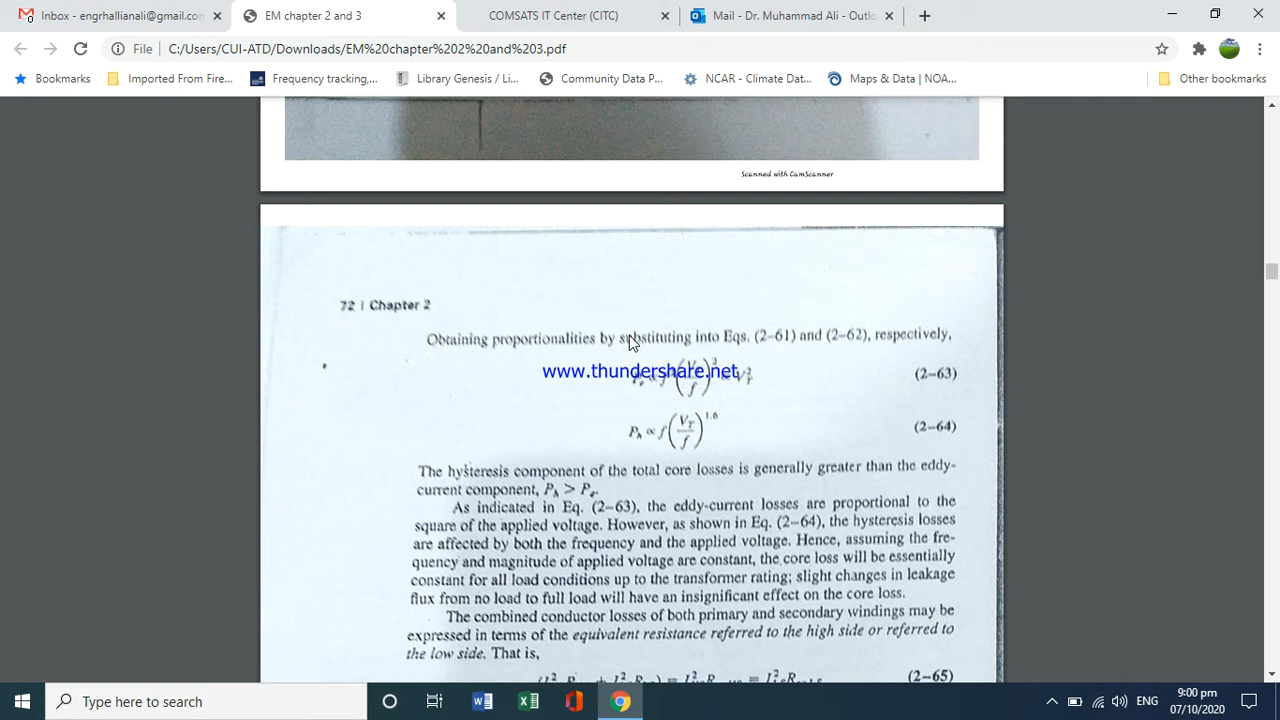 Inbox - engrhallianali@gmail.con
EM chapter 2 and 3
COMSATS IT Center (CITC)
Mail - Dr. Muhammad Ali - Outlo
File
C:/Users/CUI-ATD/Downloads/EM%20chapter%202%20and%203.pdf
Bookmarks
Imported From Fire...
Frequency tracking,...
Library Genesis / Li...
Community Data P...
NCAR - Climate Dat...
Maps & Data | NOA...
Other bookmarks
Scanned with CamScanner
72 | Chapter 2
Obtaining proportionalities by substituting into Eqs. (2–61) and (2–62), respectively,
www.thundershare.net
(2–63)
P_h ∝ f(V_T/f)^1.6 (2–64)
The hysteresis component of the total core losses is generally greater than the eddy-
current component, P_h > P_e.
As indicated in Eq. (2–63), the eddy-current losses are proportional to the
square of the applied voltage. However, as shown in Eq. (2–64), the hysteresis losses
are affected by both the frequency and the applied voltage. Hence, assuming the fre-
quency and magnitude of applied voltage are constant, the core loss will be essentially
constant for all load conditions up to the transformer rating; slight changes in leakage
flux from no load to full load will have an insignificant effect on the core loss.
The combined conductor losses of both primary and secondary windings may be
expressed in terms of the equivalent resistance referred to the high side or referred to
the low side. That is,
(2–65)
Type here to search
ENG
9:00 pm
07/10/2020